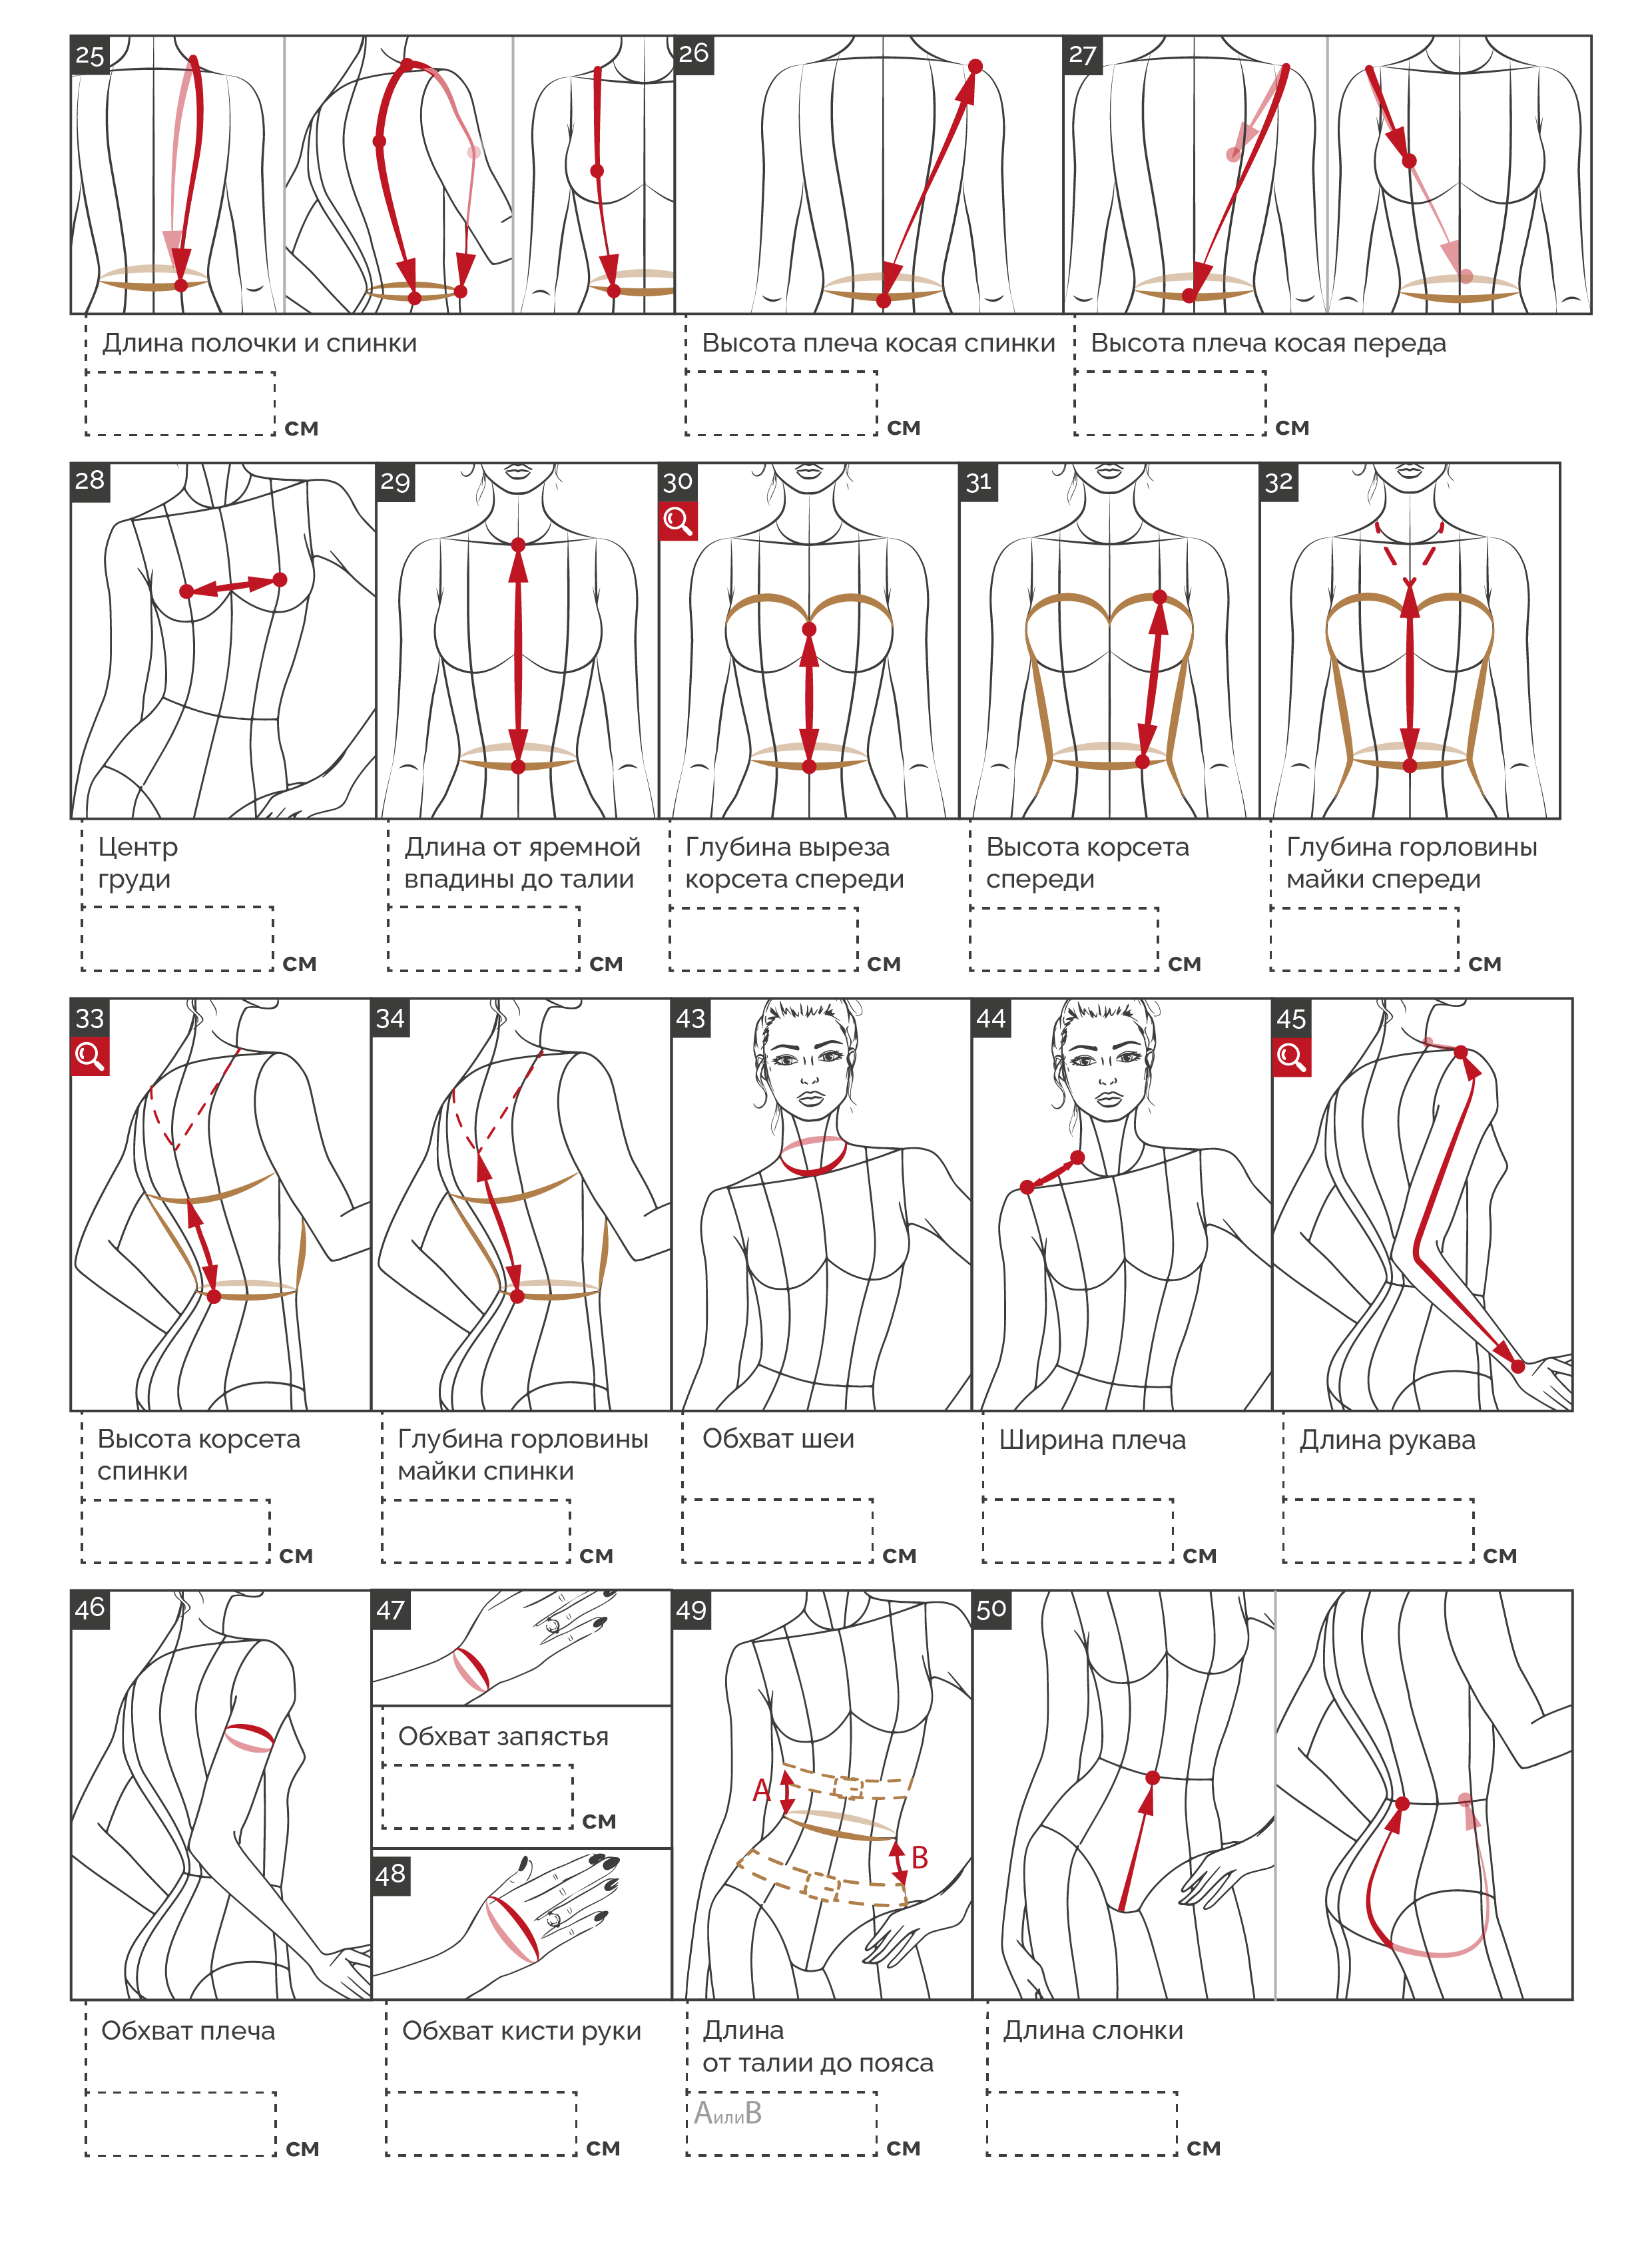 25
26
27
Длина полочки и спинки
см
Высота плеча косая спинки
см
Высота плеча косая переда
см
28
29
30
31
32
Центр
груди
см
Длина от яремной
впадины до талии
см
Глубина выреза
корсета спереди
см
Высота корсета
спереди
см
Глубина горловины
майки спереди
см
33
34
43
44
45
Высота корсета
спинки
см
Глубина горловины
майки спинки
см
Обхват шеи
см
Ширина плеча
см
Длина рукава
см
46
47
Обхват запястья
см
48
49
A
B
50
Обхват плеча
см
Обхват кисти руки
см
Длина
от талии до пояса
АилиВ
см
Длина слонки
см